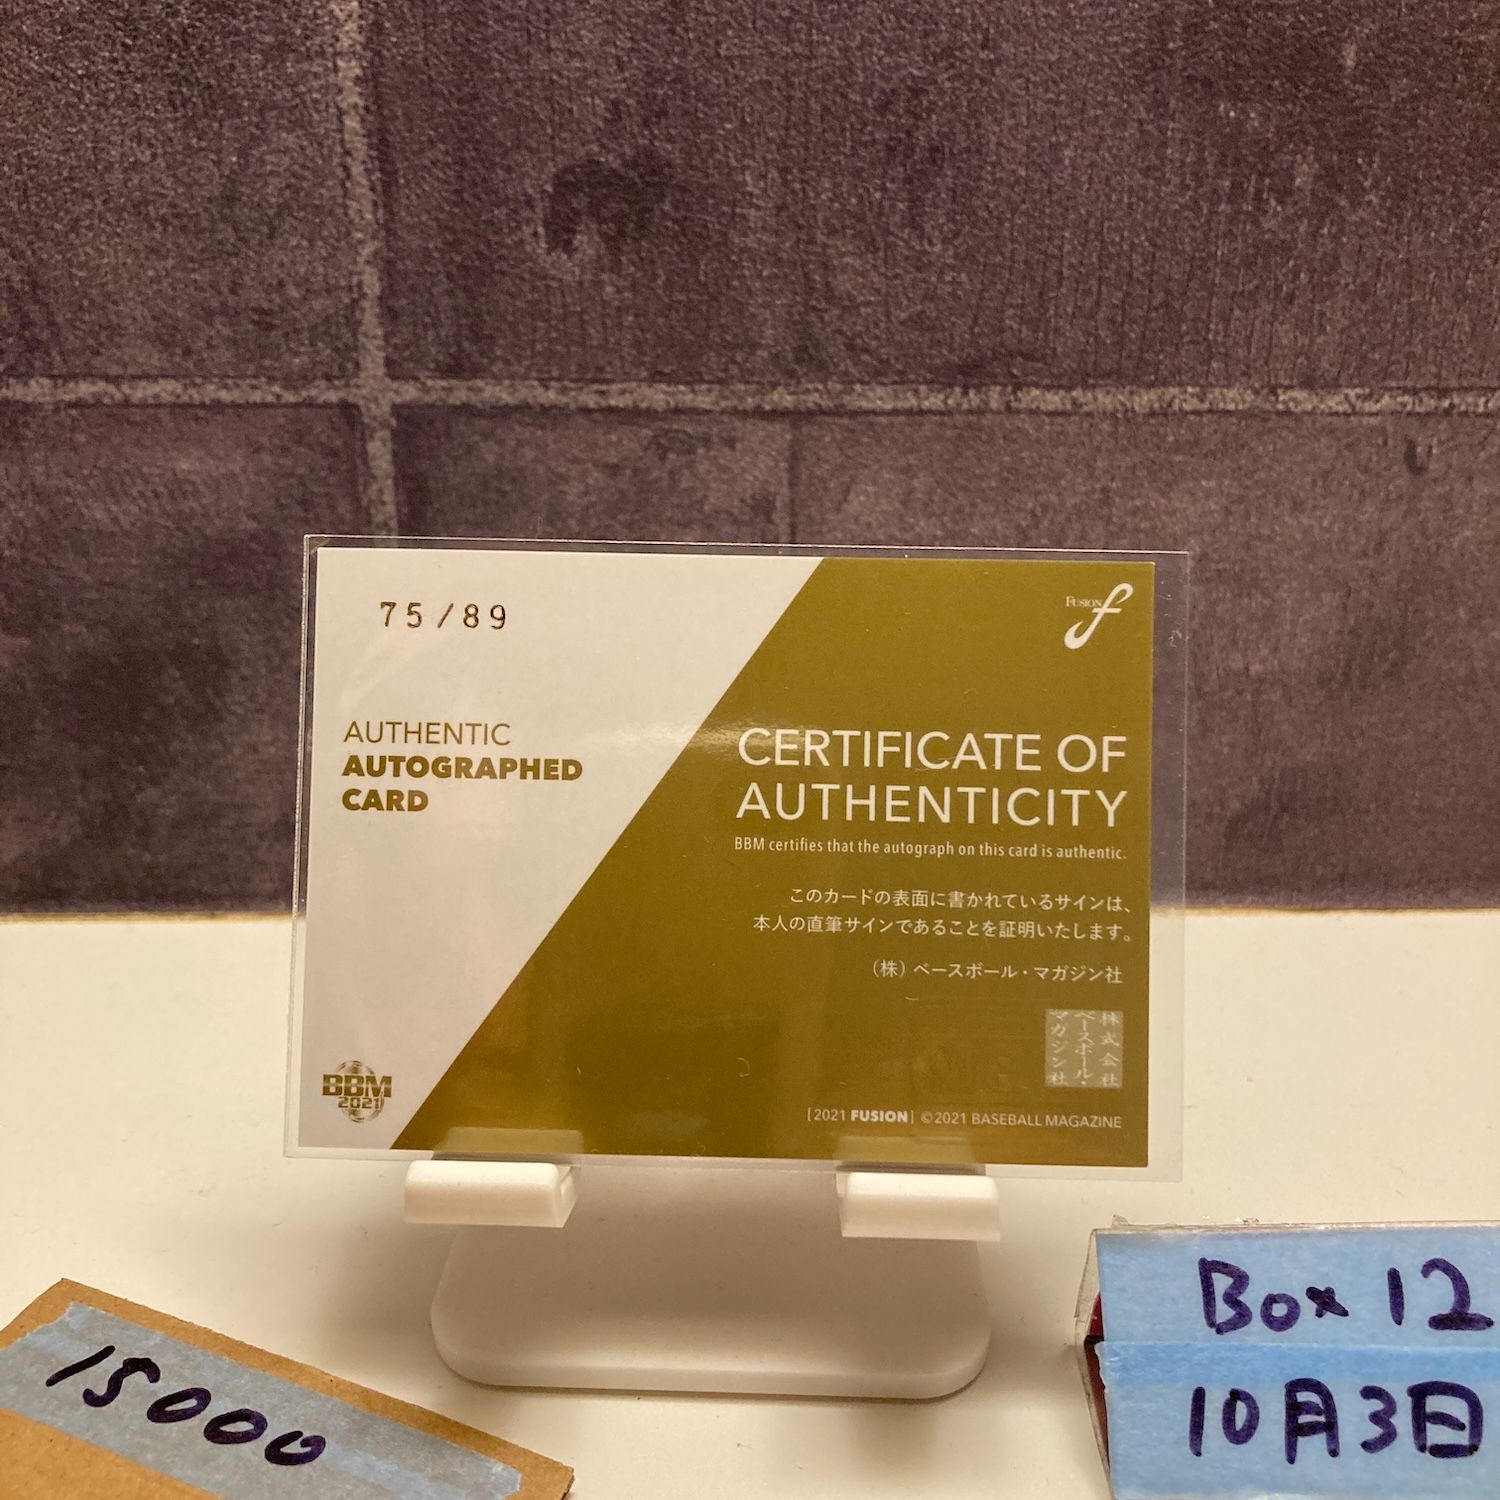 75/89
FUSION f
AUTHENTIC
AUTOGRAPHED
CARD
CERTIFICATE OF
AUTHENTICITY
BBM certifies that the autograph on this card is authentic.
このカードの表面に書かれているサインは、
本人の直筆サインであることを証明いたします。
（株）ベースボール・マガジン社
株式会社
ベースボール・
マガジン社
BBM
2021
[2021 FUSION] ©2021 BASEBALL MAGAZINE
15000
Box 12
10月3日